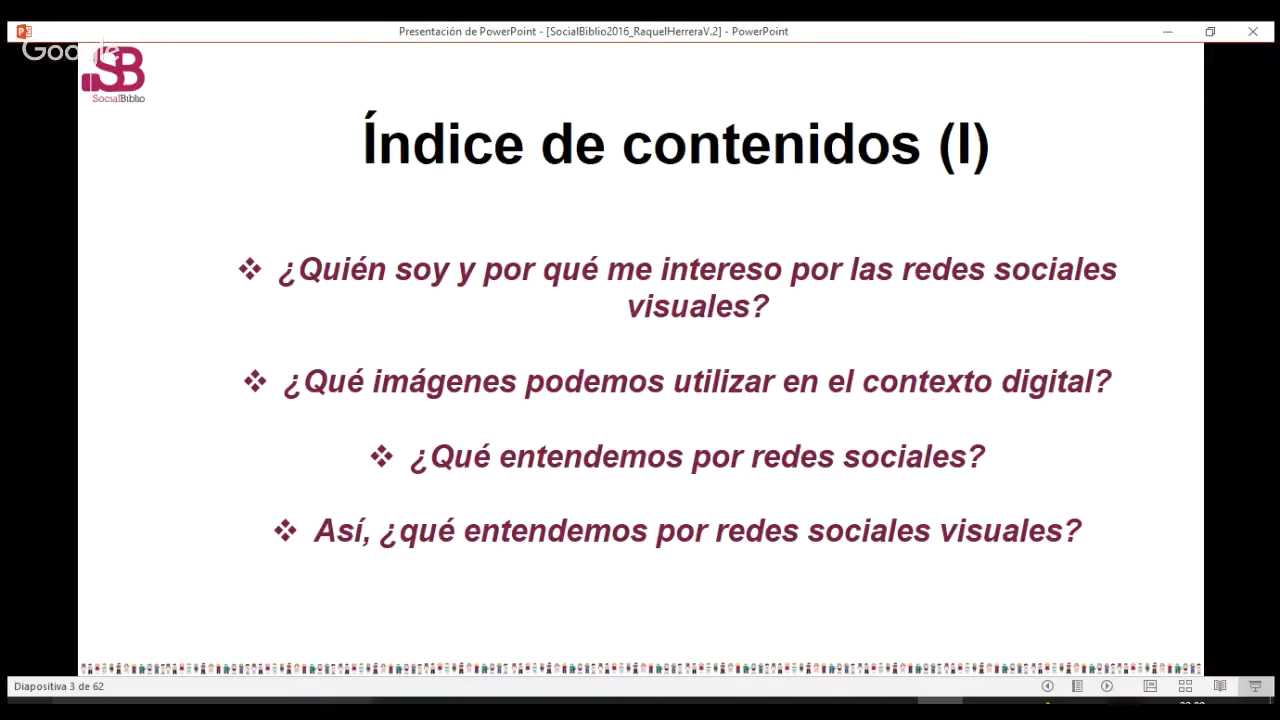 Presentación de PowerPoint - [SocialBiblio2016_RaquelHerreraV.2] - PowerPoint
Google
SB
SocialBiblio
Índice de contenidos (I)
❖ ¿Quién soy y por qué me intereso por las redes sociales
visuales?
❖ ¿Qué imágenes podemos utilizar en el contexto digital?
❖ ¿Qué entendemos por redes sociales?
❖ Así, ¿qué entendemos por redes sociales visuales?
Diapositiva 3 de 62